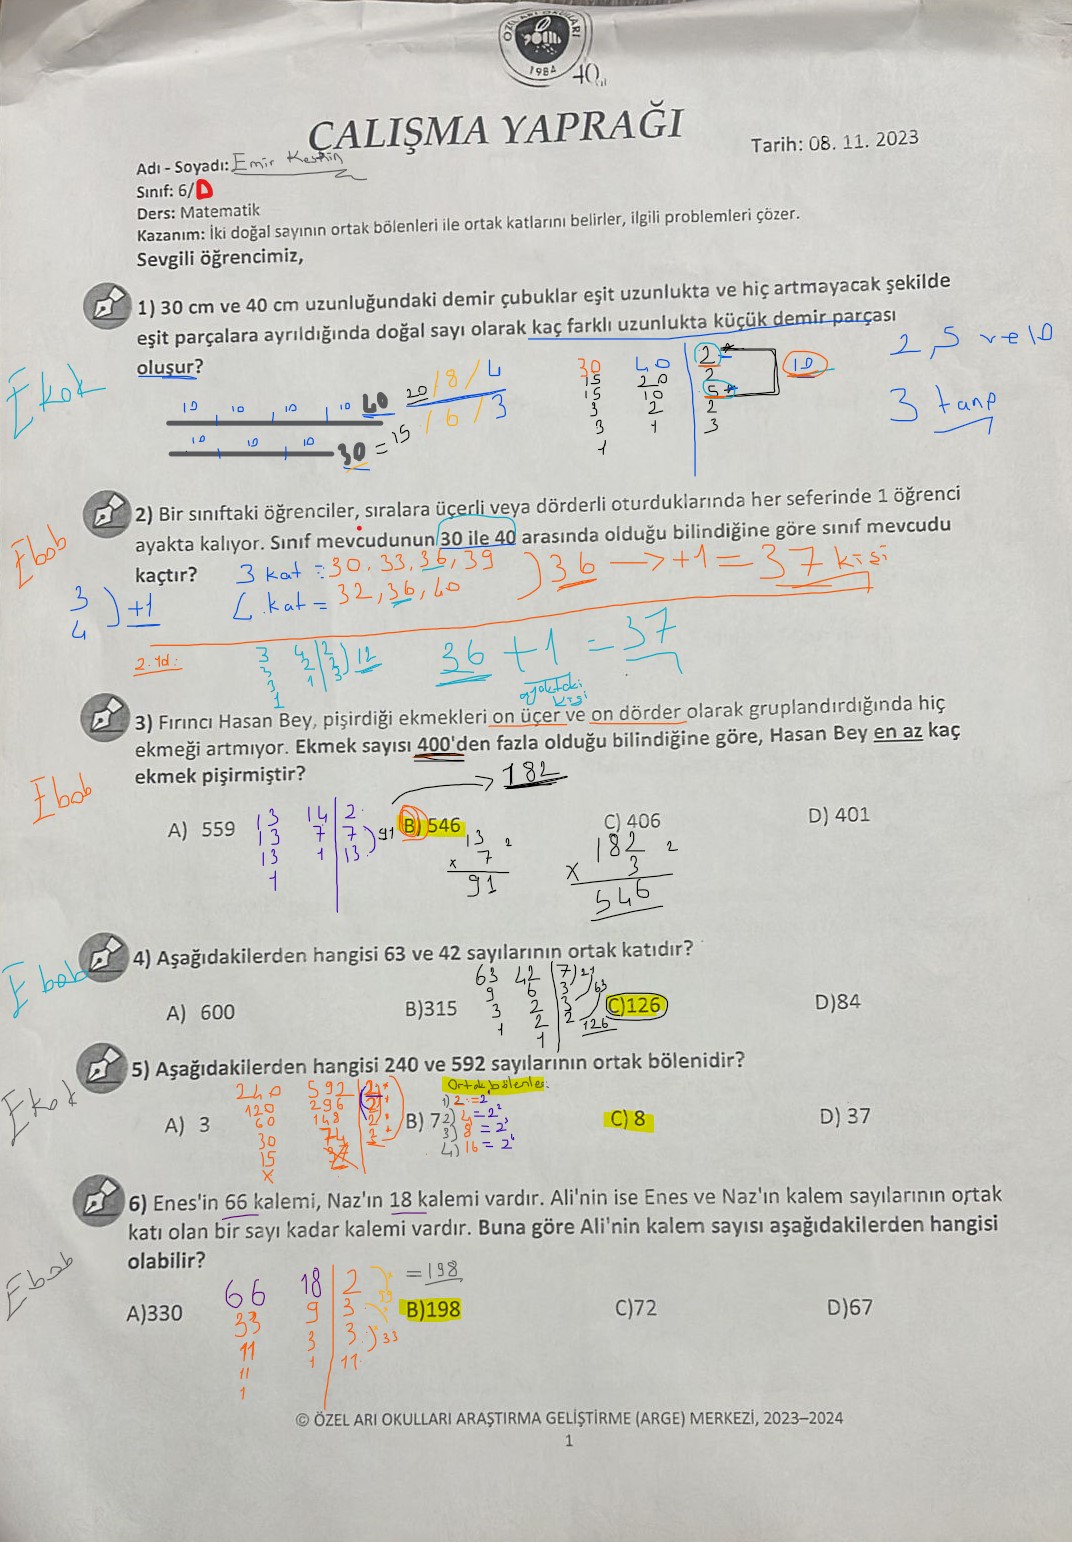 ÖZEL ARI OKULLARI
1984
ÇALIŞMA YAPRAĞI
Tarih: 08. 11. 2023
Adı - Soyadı: Emir Keskin
Sınıf: 6/D
Ders: Matematik
Kazanım: İki doğal sayının ortak bölenleri ile ortak katlarını belirler, ilgili problemleri çözer.
Sevgili öğrencimiz,
1) 30 cm ve 40 cm uzunluğundaki demir çubuklar eşit uzunlukta ve hiç artmayacak şekilde
eşit parçalara ayrıldığında doğal sayı olarak kaç farklı uzunlukta küçük demir parçası
oluşur?
Ekok
10 10 10 10 40 20/8/4
10 10 10 30 = 15 /6/3
30 40 2
15 20 2
15 10 5
3 2 2
3 1 3
1
10
2,5 ve 10
3 tane
2) Bir sınıftaki öğrenciler, sıralara üçerli veya dörderli oturduklarında her seferinde 1 öğrenci
ayakta kalıyor. Sınıf mevcudunun 30 ile 40 arasında olduğu bilindiğine göre sınıf mevcudu
kaçtır?
Ebob
3 kat = 30, 33, 36, 39
4 kat = 32, 36, 40
36 → +1 = 37 kişi
3
4 ) +1
2. yol:
3 4 2
3 2 2
3 1 3
1
12
36 + 1 = 37
ayaktaki
kişi
3) Fırıncı Hasan Bey, pişirdiği ekmekleri on üçer ve on dörder olarak gruplandırdığında hiç
ekmeği artmıyor. Ekmek sayısı 400'den fazla olduğu bilindiğine göre, Hasan Bey en az kaç
ekmek pişirmiştir?
Ebob
182
A) 559 B) 546 C) 406 D) 401
13 14 2
13 7 7
13 1 13
1
91
13 2
x 7
91
182 2
x 3
546
4) Aşağıdakilerden hangisi 63 ve 42 sayılarının ortak katıdır?
Ebob
63 42 7 21
9 6 3 63
3 2 3
1 2 2 126
1
A) 600 B)315 C)126 D)84
5) Aşağıdakilerden hangisi 240 ve 592 sayılarının ortak bölenidir?
Ekok
240 592 2
120 296 2
60 148 2
30 74 2
15 37
Ortak bölenler:
1) 2 = 2
2) 4 = 2²
3) 8 = 2³
4) 16 = 2⁴
A) 3 B) 7 C) 8 D) 37
6) Enes'in 66 kalemi, Naz'ın 18 kalemi vardır. Ali'nin ise Enes ve Naz'ın kalem sayılarının ortak
katı olan bir sayı kadar kalemi vardır. Buna göre Ali'nin kalem sayısı aşağıdakilerden hangisi
olabilir?
Ebob
66 18 2
33 9 3
11 3 3 33
11 1 11
1
= 198
A)330 B)198 C)72 D)67
© ÖZEL ARI OKULLARI ARAŞTIRMA GELİŞTİRME (ARGE) MERKEZİ, 2023–2024
1